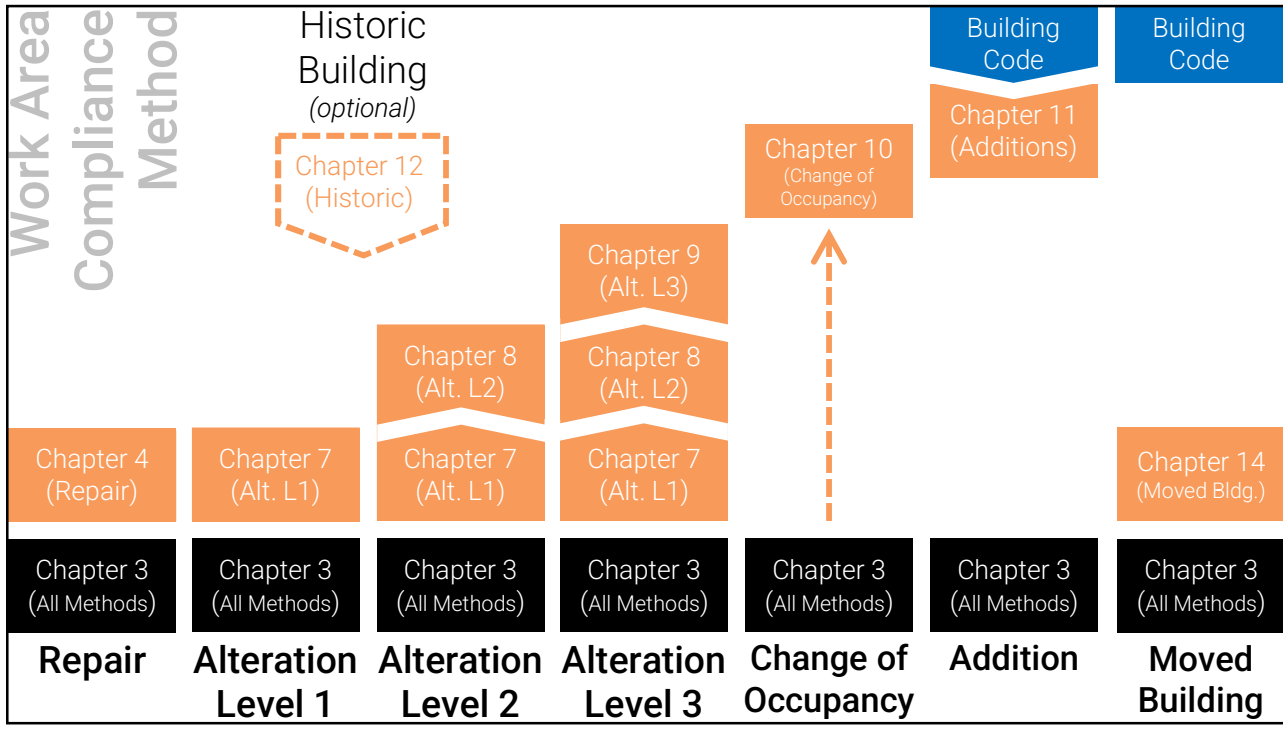 Work Area
Compliance
Method
Historic
Building
(optional)
Chapter 12
(Historic)
Building
Code
Building
Code
Chapter 11
(Additions)
Chapter 10
(Change of
Occupancy)
Chapter 9
(Alt. L3)
Chapter 8
(Alt. L2)
Chapter 8
(Alt. L2)
Chapter 4
(Repair)
Chapter 7
(Alt. L1)
Chapter 7
(Alt. L1)
Chapter 7
(Alt. L1)
Chapter 14
(Moved Bldg.)
Chapter 3
(All Methods)
Chapter 3
(All Methods)
Chapter 3
(All Methods)
Chapter 3
(All Methods)
Chapter 3
(All Methods)
Chapter 3
(All Methods)
Chapter 3
(All Methods)
Repair
Alteration
Level 1
Alteration
Level 2
Alteration
Level 3
Change of
Occupancy
Addition
Moved
Building